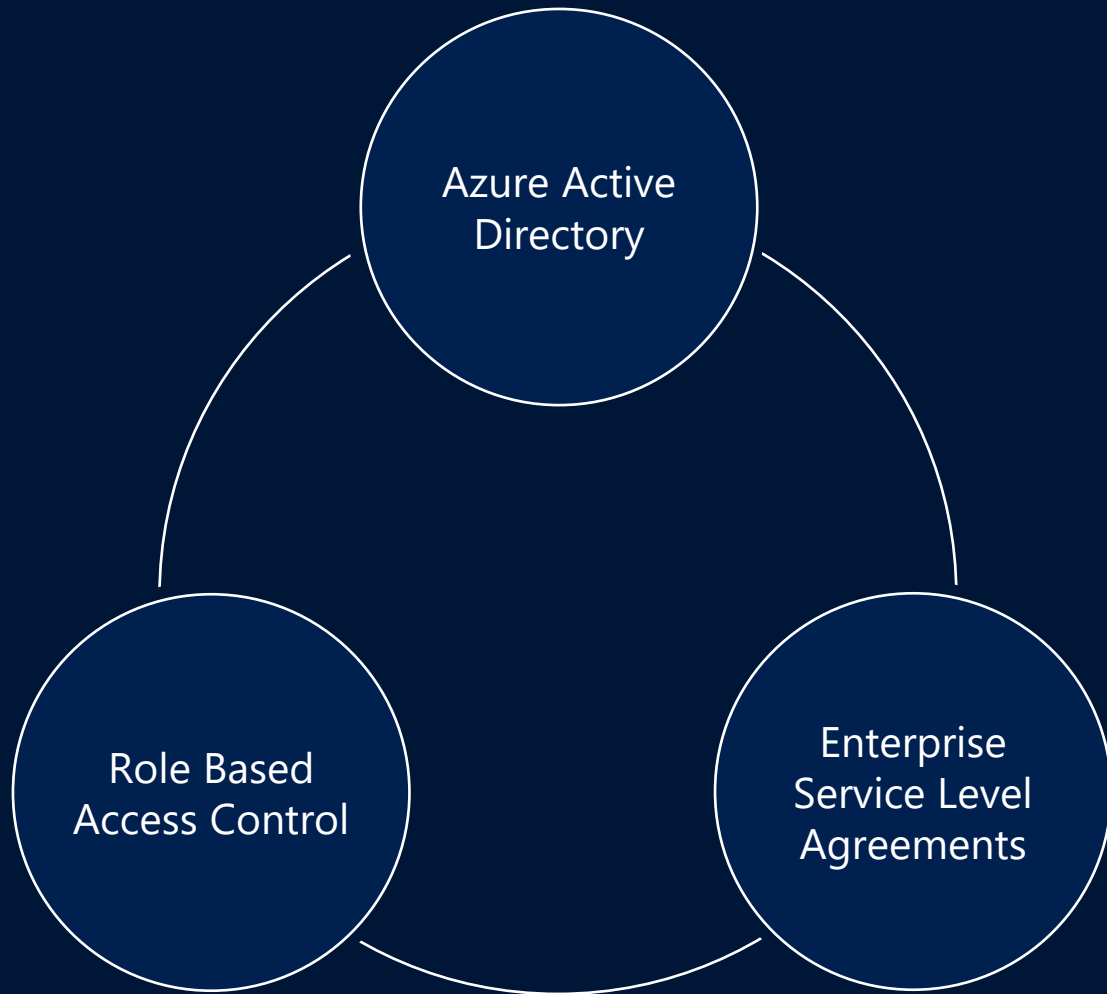 Azure Active
Directory
Role Based
Access Control
Enterprise
Service Level
Agreements